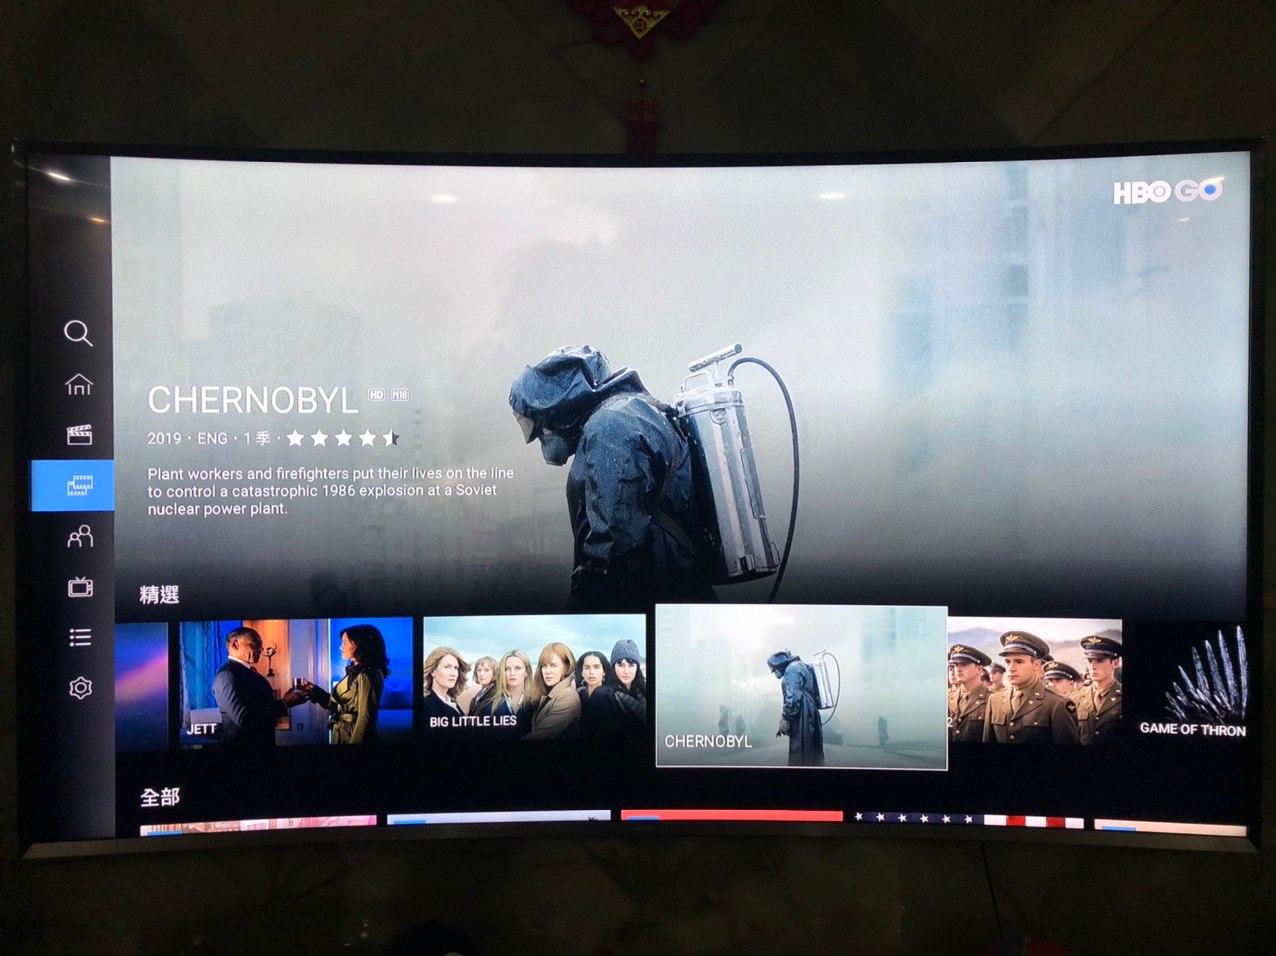 HBO GO
CHERNOBYL HD M16
2019 · ENG · 1 季 ·
Plant workers and firefighters put their lives on the line
to control a catastrophic 1986 explosion at a Soviet
nuclear power plant.
精選
JETT
BIG LITTLE LIES
CHERNOBYL
2
GAME OF THRON
全部